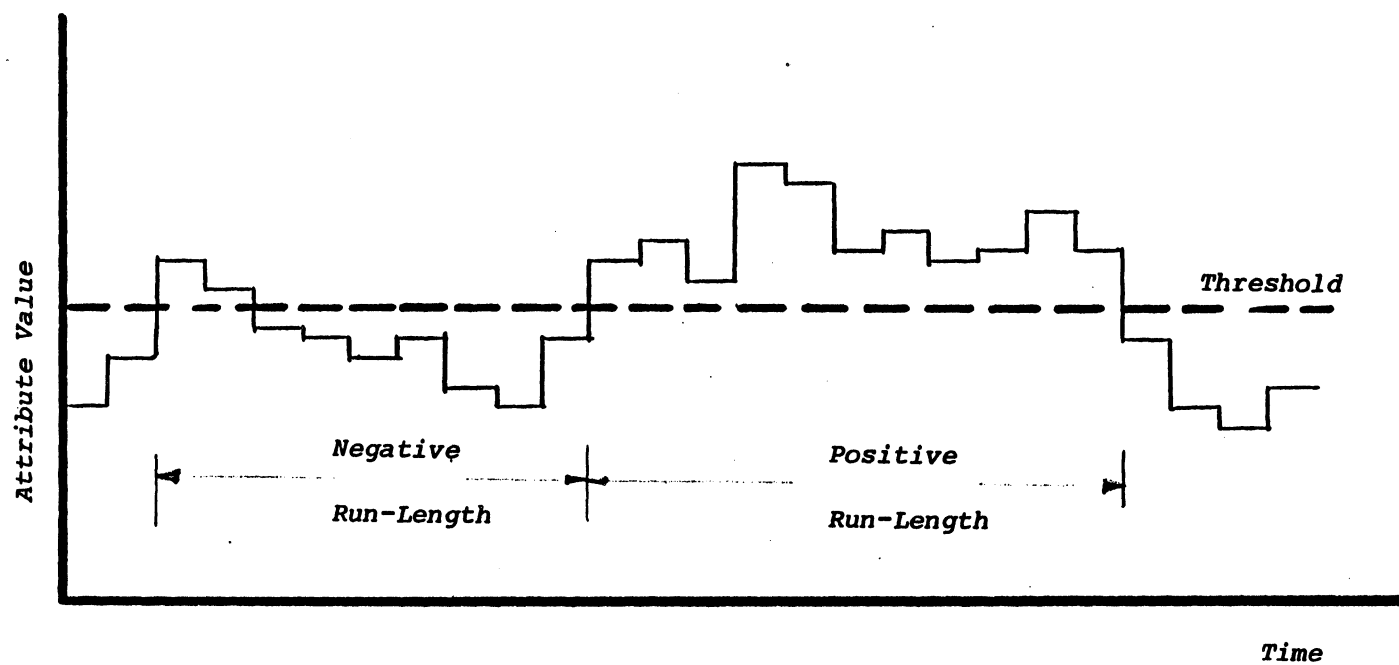 Attribute Value
Threshold
Negative
Run-Length
Positive
Run-Length
Time